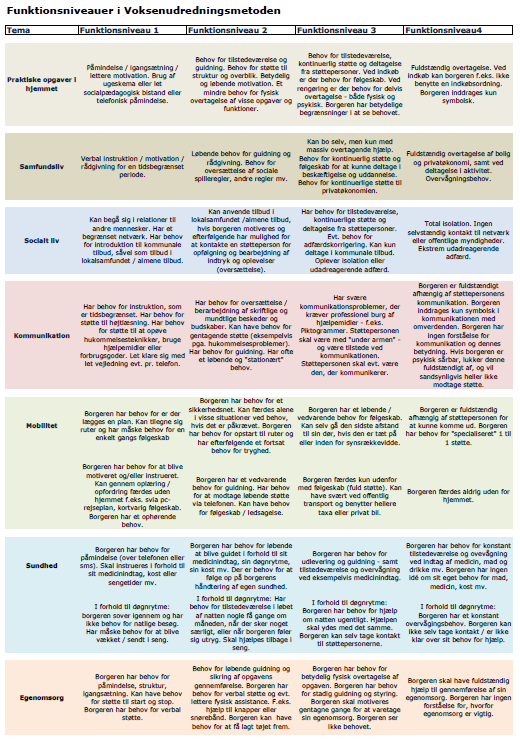 Funktionsniveauer i Voksenudredningsmetoden
Tema
Funktionsniveau 1
Funktionsniveau 2
Funktionsniveau 3
Funktionsniveau4
Praktiske opgaver i
hjemmet
Påmindelse / igangsætning /
lettere motivation. Brug af
ugeskema eller let
socialpædagogisk bistand eller
telefonisk påmindelse.
Behov for tilstedeværelse og
guidning. Behov for støtte til
struktur og overblik. Betydelig
og løbende motivation. Et
mindre behov for fysisk
overtagelse af visse opgaver og
funktioner.
Behov for tilstedeværelse,
kontinuerlig støtte og deltagelse
fra støttepersoner. Ved indkøb
er der behov for følgeskab. Ved
rengøring er der behov for delvis
overtagelse - både fysisk og
psykisk. Borgeren har betydelige
begrænsninger i at se behovet.
Fuldstændig overtagelse. Ved
indkøb kan borgeren f.eks. ikke
benytte en indkøbsseddel.
Borgeren inddrages kun
symbolsk.
Samfundsliv
Verbal instruktion / motivation /
rådgivning for en tidsbegrænset
periode.
Løbende behov for guidning og
rådgivning. Behov for
oversættelse af sociale
spilleregler, andre regler mv.
Kan bo selv, men kun med
massiv overtagende hjælp.
Behov for kontinuerlig støtte og
følgeskab for at kunne deltage i
beskæftigelse og uddannelse.
Behov for kontinuerlige støtte til
privatøkonomien.
Fuldstændig overtagelse af bolig
og privatøkonomi, samt ved
deltagelse i aktivitet.
Overvågningsbehov.
Socialt liv
Kan begå sig i relationer til
andre mennesker. Har et
begrænset netværk. Har behov
for introduktion til kommunale
tilbud, såvel som tilbud i
lokalsamfundet / almene tilbud.
Kan anvende tilbud i
lokalsamfundet /almene tilbud,
hvis borgeren motiveres og
efterfølgende har mulighed for
at kontakte en støtteperson for
opfølgning og bearbejdning af
indtryk og oplevelser
(oversættelse).
Har behov for tilstedeværelse,
kontinuerlige støtte og
deltagelse fra støttepersoner.
Evt. behov for
adfærdskorrigering. Kan kun
deltage i kommunale tilbud.
Oplever isolation eller
udadreagerende adfærd.
Total isolation. Ingen
selvstændig kontakt til netværk
eller offentlige myndigheder.
Ekstrem udadreagerende
adfærd.
Kommunikation
Har behov for instruktion, som
er tidsbegrænset. Har behov for
støtte til højtlæsning. Har behov
for støtte til at opøve
hukommelsesteknikker, bruge
hjælpemidler eller
forbrugsgoder. Let klare sig med
let vejledning evt. pr. telefon.
Har behov for oversættelse /
berarbejdning af skriftlige og
mundtlige beskeder og
budskaber. Kan have behov for
gentagende støtte (eksempelvis
pga. hukommelsesproblemer).
Behov for guidning. Har ofte
et løbende og "stationært"
behov.
Har svære
kommunikationsproblemer, der
kræver professionel burg af
hjælpemidler - f.eks.
Piktogrammer. Støttepersonen
skal være med "under armen" -
og være tilstede ved
kommunikationen.
Støttepersonen skal evt. være
den, der kommunikerer.
Borgeren er fuldstændigt
afhængig af støttepersonens
kommunikation. Borgeren
inddrages kun symbolsk i
kommunikationen med
omverdenen. Borgeren har
ingen forståelse for
kommunikation og dennes
betydning. Hvis borgeren er
psykisk sårbar, lukker denne
fuldstændigt af, og vil
sandsynligvis heller ikke
modtage støtte.
Mobilitet
Borgeren har behov for er der
lægges en plan. Kan tilegne sig
ruter og har måske behov for en
enkelt gangs følgeskab
Borgeren har behov for et
sikkerhedsnet. Kan færdes alene
i visse situationer ved behov,
hvis det er påkrævet. Borgeren
har behov for opstart til ruter og
har efterfølgende et fortsat
behov for tryghed.
Borgeren har et løbende /
vedvarende behov for følgeskab.
Kan selv gå den sidste afstand
til sin dør, hvis den er tæt på
eller inden for synsrækkevidde.
Borgeren er fuldstændig
afhængig af støttepersonen for
at kunne komme ud. Borgeren
har behov for "specialiseret" 1 til
1 støtte.
Borgeren har behov for at blive
motiveret og/eller instrueret.
Kan gennem oplæring /
opfordring færdes uden
hjemmet f.eks. svia pc-
rejseplan, kortvarig følgeskab.
Borgeren har et ophørende
behov.
Borgeren har et vedvarende
behov for guidning. Har behov
for at modtage løbende støtte
via telefonen. Kan have behov
for følgeskab / ledsagelse.
Borgeren færdes kun udenfor
med følgeskab (fuld støtte). Kan
have svært ved offentlig
transport og benytter hellere
taxa eller privat bil.
Borgeren færdes aldrig uden for
hjemmet.
Sundhed
Borgeren har behov for
påmindelse (over telefonen eller
sms). Skal instrueres i forhold til
sit medicinindtag, kost eller
sengetider mv.
Borgeren har behov for løbende
at blive guidet i forhold til sit
medicinindtag, sin døgnrytme,
sin kost mv. Der er behov for at
følge op på borgerens
håndtering af egen sundhed.
Borgeren har behov for
udlevering og guidning - samt
tilstedeværelse og overvågning
ved eksempelvis medicinindtag.
Borgeren har behov for konstant
tilstedeværelse og ovevågning
ved indtag af medicin, mad og
drikke mv. Borgeren har ingen
idé om sit eget behov for mad,
medicin, kost mv.
I forhold til døgnrytme:
borgeren sover igennem og har
ikke behov for natlige besøg.
Har måske behov for at blive
vækket / sendt i seng.
I forhold til døgnrytme: Har
behov for tilstedeværelse i løbet
af natten nogle få gange om
måneden, når der sker noget
særligt, eller når borgeren føler
sig utryg. Skal hjælpes tilbage i
seng.
I forhold til døgnrytme:
Borgeren har behov for hjælp
om natten ugentligt. Hjælpen
skal ydes med det samme.
Borgeren kan selv tage kontakt
til støttepersonerne.
I forhold til døgnrytme:
Borgeren har et konstant
overvågningsbehov. Borgeren
kan ikke selv tage kontakt / er ikke
klar over sit behov for hjælp.
Egenomsorg
Borgeren har behov for
påmindelse, struktur,
igangsætning. Kan have behov
for støtte til start og stop.
Borgeren har behov for verbal
støtte.
Behov for løbende guidning og
sikring af opgavens
gennemførelse. Borgeren har
behov for verbal støtte og evt.
lettere fysisk assistance. F.eks.
hjælp til knapper eller
snørebånd. Borgeren kan have
behov for at få lagt tøjet frem.
Borgeren har behov for
betydelig fysisk overtagelse af
opgaven. Borgeren har behov
for stadig guidning og styring.
Borgeren skal motiveres
gentagne gange for at varetage
sin egenomsorg. Borgeren ser
ikke behovet.
Borgeren skal have fuldstændig
hjælp til gennemførelse af sin
egenomsorg. Borgeren har ingen
forståelse for, hvorfor
egenomsorg er vigtig.